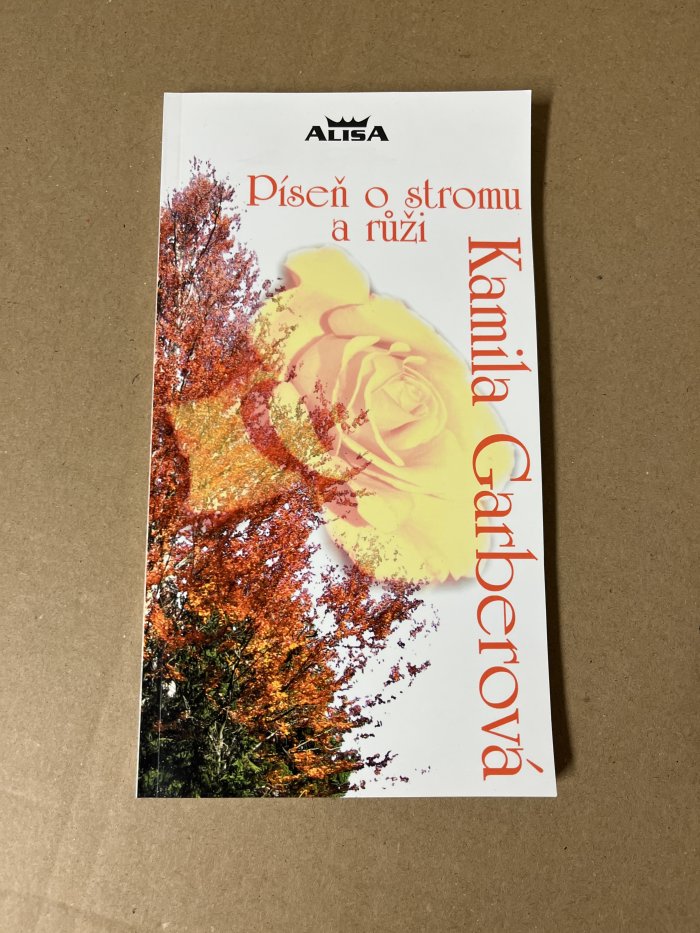 ALISA
Píseň o stromu
a růži
Kamila Garberová